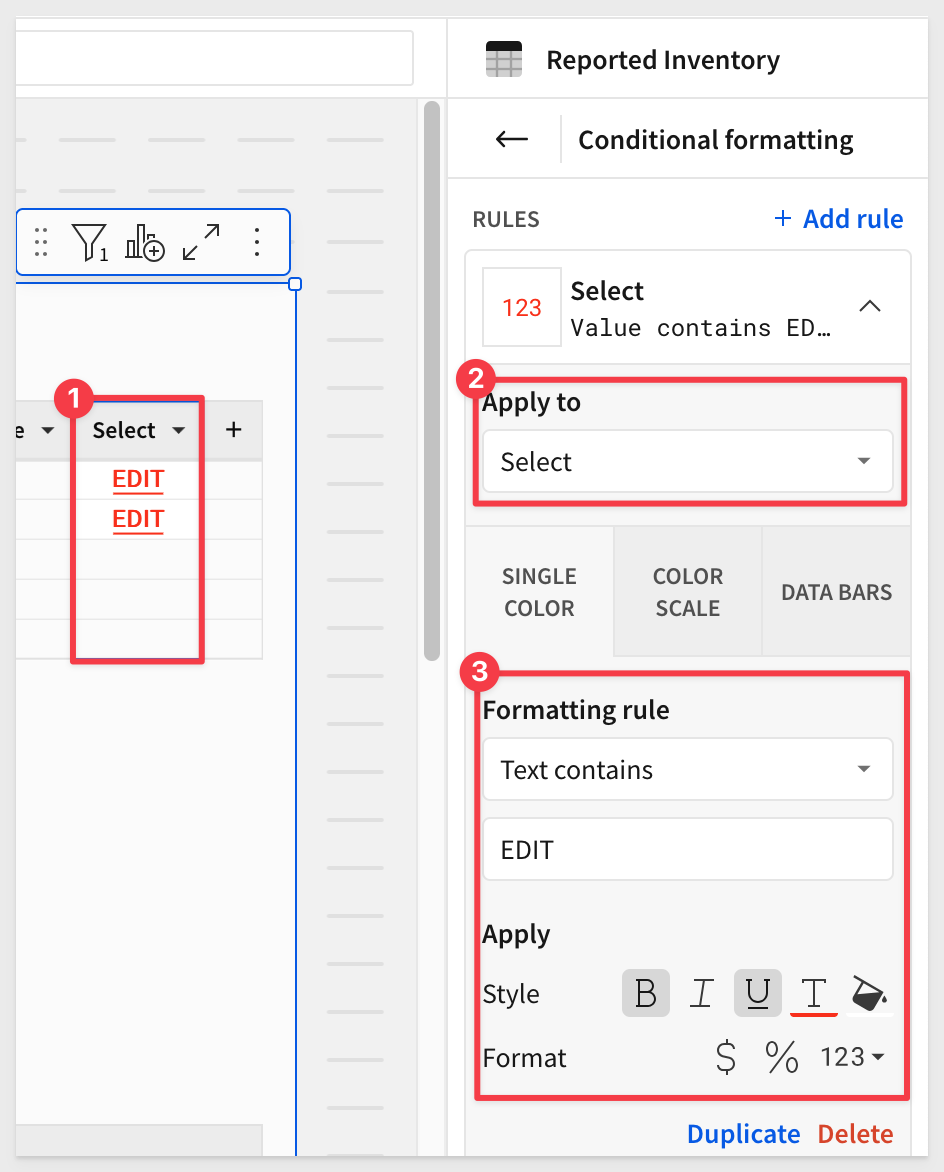 Reported Inventory
Conditional formatting
RULES
+ Add rule
1
123
Select
Value contains ED…
1
2
Apply to
Select
e
Select
+
EDIT
EDIT
SINGLE
COLOR
COLOR
SCALE
DATA BARS
3
Formatting rule
Text contains
EDIT
Apply
Style
B I U T
Format
$ % 123
Duplicate Delete